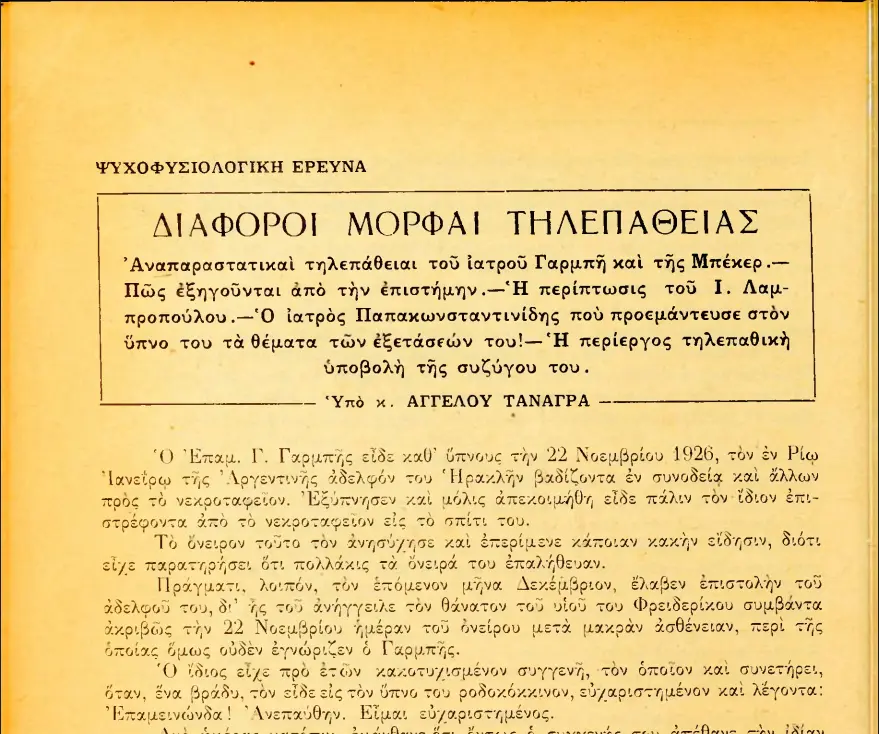 ΨΥΧΟΦΥΣΙΟΛΟΓΙΚΗ ΕΡΕΥΝΑ
ΔΙΑΦΟΡΟΙ ΜΟΡΦΑΙ ΤΗΛΕΠΑΘΕΙΑΣ
Ἀναπαραστατικαὶ τηλεπάθειαι τοῦ ἰατροῦ Γαρμπῆ καὶ τῆς Μπέκερ.—
Πῶς ἐξηγοῦνται ἀπὸ τὴν ἐπιστήμην.—Ἡ περίπτωσις τοῦ Ι. Λαμ-
προπούλου.—Ὁ ἰατρὸς Παπακωνσταντινίδης ποὺ προεμάντευσε στὸν
ὕπνο του τὰ θέματα τῶν ἐξετάσεών του!—Ἡ περίεργος τηλεπαθικὴ
ὑποβολὴ τῆς συζύγου του.
Ὑπὸ κ. ΑΓΓΕΛΟΥ ΤΑΝΑΓΡΑ
Ὁ Ἐπαμ. Γ. Γαρμπῆς εἶδε καθ' ὕπνους τὴν 22 Νοεμβρίου 1926, τὸν ἐν Ρίῳ
Ἰανεΐρῳ τῆς Ἀργεντινῆς ἀδελφόν του Ἡρακλῆν βαδίζοντα ἐν συνοδείᾳ καὶ ἄλλων
πρὸς τὸ νεκροταφεῖον. Ἐξύπνησεν καὶ μόλις ἀπεκοιμήθη εἶδε πάλιν τὸν ἴδιον ἐπι-
στρέφοντα ἀπὸ τὸ νεκροταφεῖον εἰς τὸ σπίτι του.
Τὸ ὄνειρον τοῦτο τὸν ἀνησύχησε καὶ ἐπερίμενε κάποιαν κακὴν εἴδησιν, διότι
εἶχε παρατηρήσει ὅτι πολλάκις τὰ ὄνειρά του ἐπαλήθευαν.
Πράγματι, λοιπόν, τὸν ἑπόμενον μῆνα Δεκέμβριον, ἔλαβεν ἐπιστολὴν τοῦ
ἀδελφοῦ του, δι' ἧς τοῦ ἀνήγγειλε τὸν θάνατον τοῦ υἱοῦ του Φρειδερίκου συμβάντα
ἀκριβῶς τὴν 22 Νοεμβρίου ἡμέραν τοῦ ὀνείρου μετὰ μακρὰν ἀσθένειαν, περὶ τῆς
ὁποίας ὅμως οὐδὲν ἐγνώριζεν ὁ Γαρμπῆς.
Ὁ ἴδιος εἶχε πρὸ ἐτῶν κακοτυχισμένον συγγενῆ, τὸν ὁποῖον καὶ συνετήρει,
ὅταν, ἕνα βράδυ, τὸν εἶδε εἰς τὸν ὕπνο του ροδοκόκκινον, εὐχαριστημένον καὶ λέγοντα:
Ἐπαμεινώνδα! Ἀνεπαύθην. Εἶμαι εὐχαριστημένος.